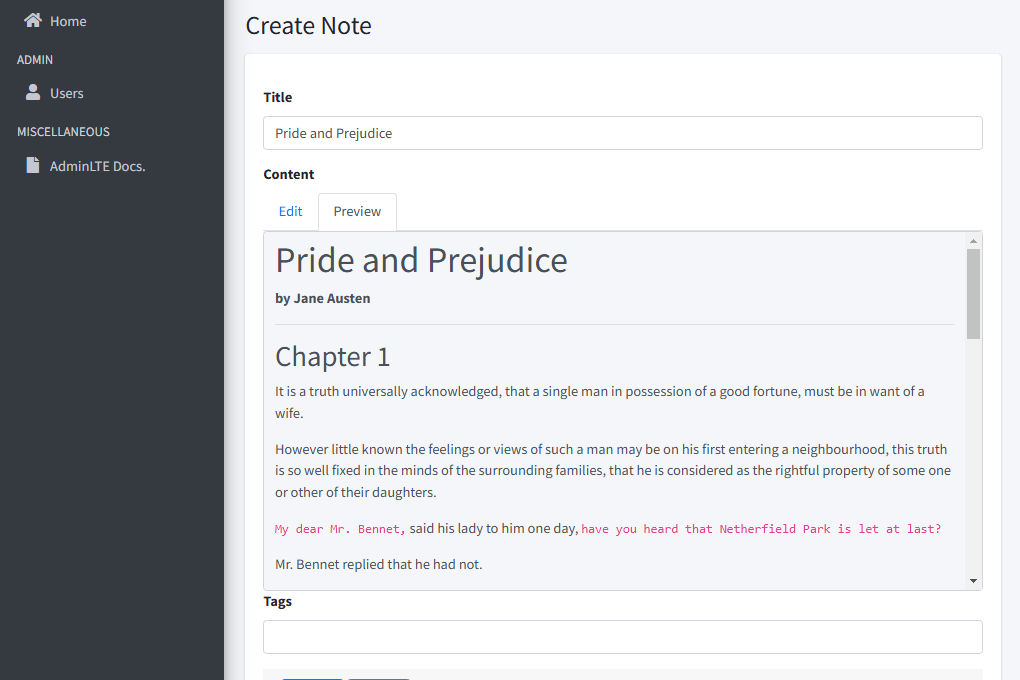 Home
ADMIN
Users
MISCELLANEOUS
AdminLTE Docs.
Create Note
Title
Pride and Prejudice
Content
Edit
Preview
Pride and Prejudice
by Jane Austen
Chapter 1
It is a truth universally acknowledged, that a single man in possession of a good fortune, must be in want of a
wife.
However little known the feelings or views of such a man may be on his first entering a neighbourhood, this truth
is so well fixed in the minds of the surrounding families, that he is considered as the rightful property of some one
or other of their daughters.
My dear Mr. Bennet, said his lady to him one day, have you heard that Netherfield Park is let at last?
Mr. Bennet replied that he had not.
Tags